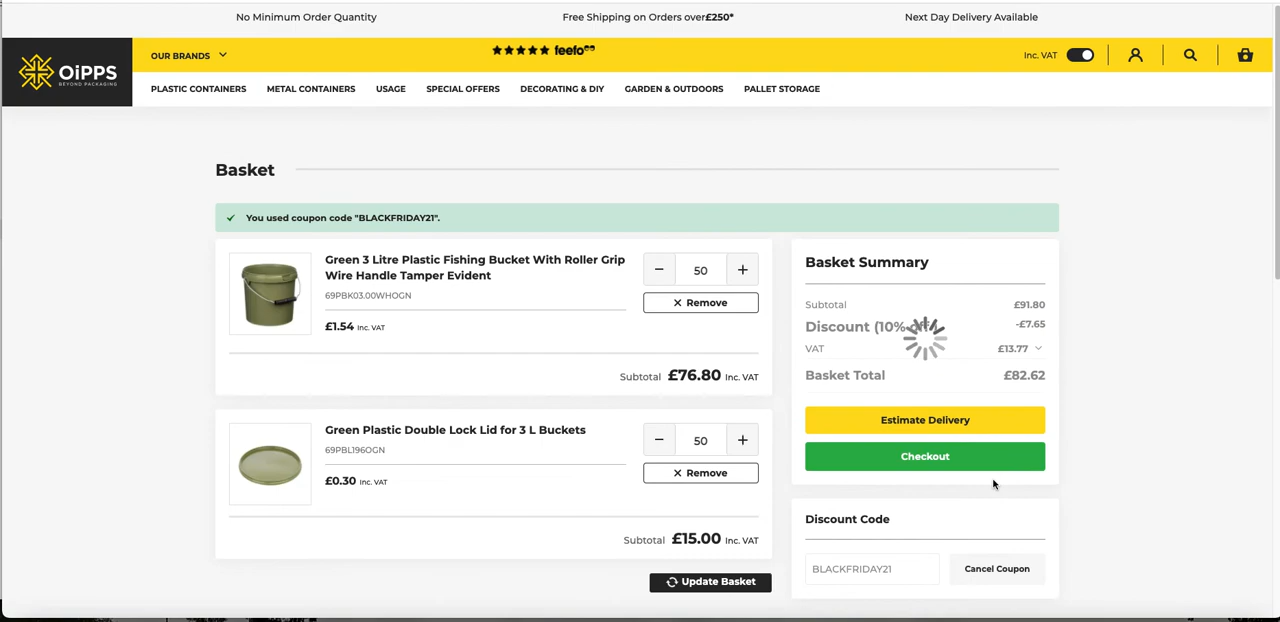 No Minimum Order Quantity
Free Shipping on Orders over£250*
Next Day Delivery Available
OiPPS
BEYOND PACKAGING
OUR BRANDS
feefo
Inc. VAT
PLASTIC CONTAINERS
METAL CONTAINERS
USAGE
SPECIAL OFFERS
DECORATING & DIY
GARDEN & OUTDOORS
PALLET STORAGE
Basket
You used coupon code "BLACKFRIDAY21".
Green 3 Litre Plastic Fishing Bucket With Roller Grip
Wire Handle Tamper Evident
69PBK03.00WHOGN
£1.54 Inc. VAT
50
Remove
Subtotal £76.80 Inc. VAT
Green Plastic Double Lock Lid for 3 L Buckets
69PBL196OGN
£0.30 Inc. VAT
50
Remove
Subtotal £15.00 Inc. VAT
Update Basket
Basket Summary
Subtotal £91.80
Discount (10% off) -£7.65
VAT £13.77
Basket Total £82.62
Estimate Delivery
Checkout
Discount Code
BLACKFRIDAY21
Cancel Coupon